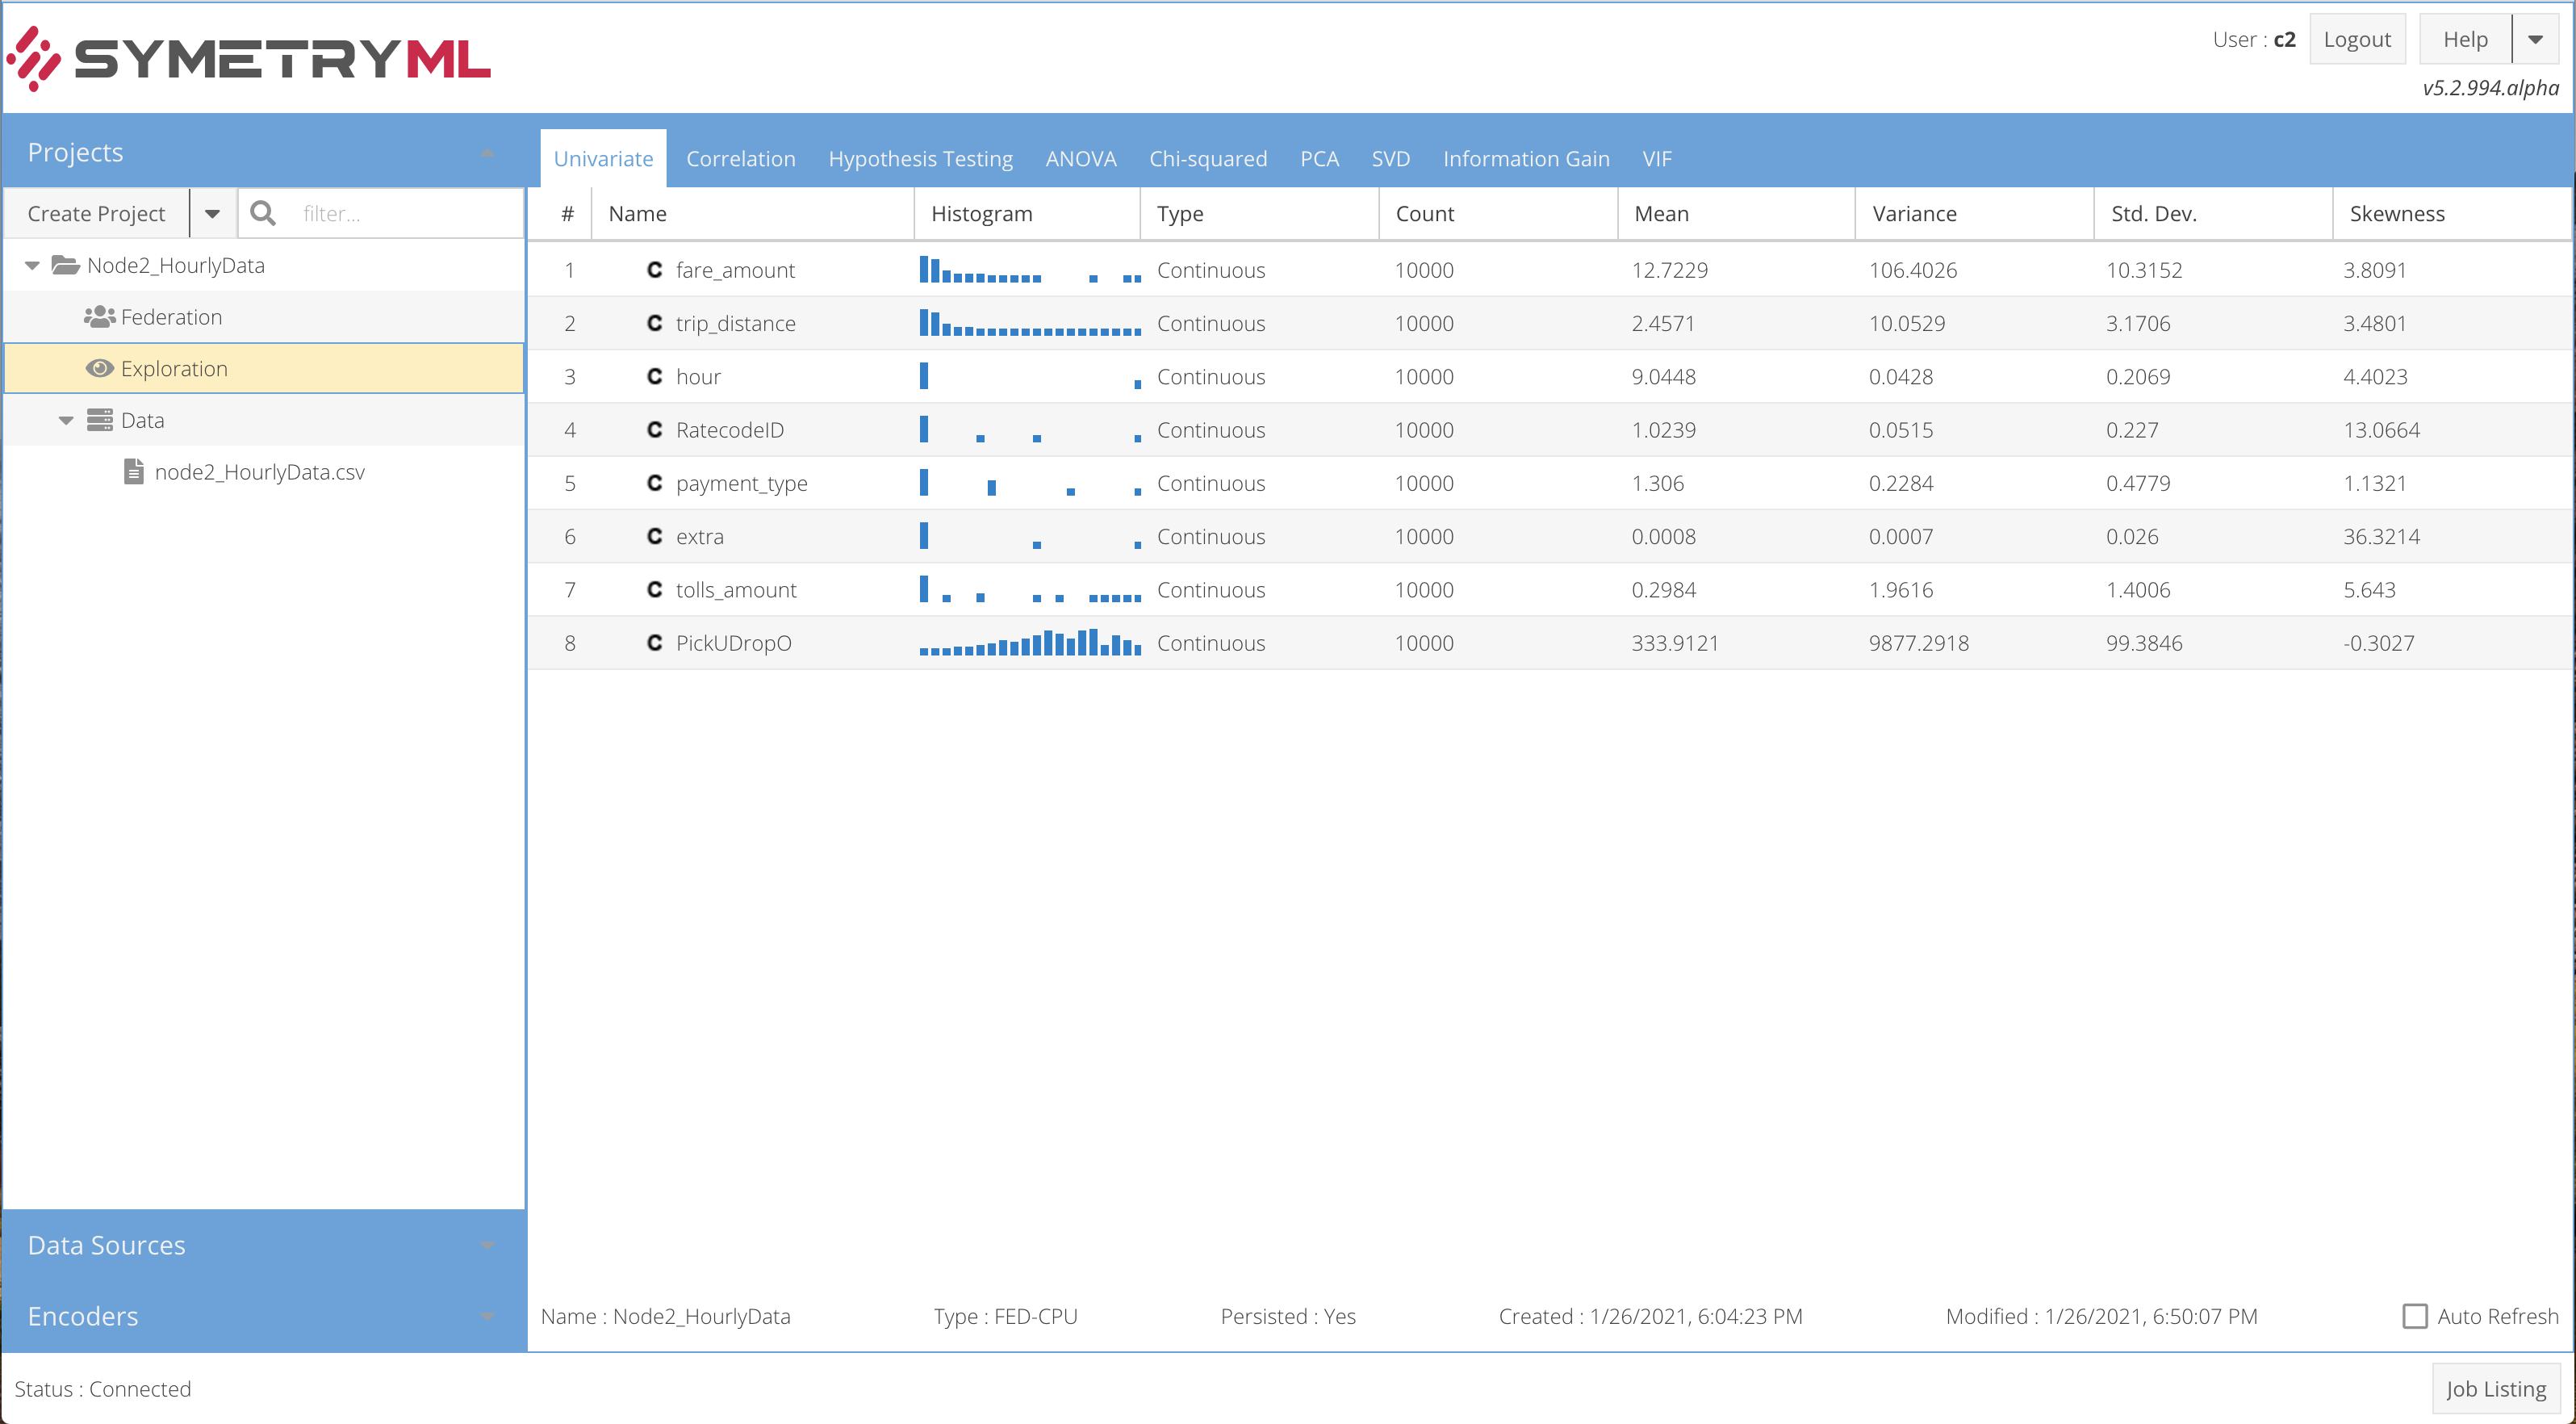 SYMETRYML
User : c2 Logout Help
v5.2.994.alpha
Projects
Create Project filter...
Node2_HourlyData
Federation
Exploration
Data
node2_HourlyData.csv
Data Sources
Encoders
Univariate Correlation Hypothesis Testing ANOVA Chi-squared PCA SVD Information Gain VIF
# Name Histogram Type Count Mean Variance Std. Dev. Skewness
1 C fare_amount Continuous 10000 12.7229 106.4026 10.3152 3.8091
2 C trip_distance Continuous 10000 2.4571 10.0529 3.1706 3.4801
3 C hour Continuous 10000 9.0448 0.0428 0.2069 4.4023
4 C RatecodeID Continuous 10000 1.0239 0.0515 0.227 13.0664
5 C payment_type Continuous 10000 1.306 0.2284 0.4779 1.1321
6 C extra Continuous 10000 0.0008 0.0007 0.026 36.3214
7 C tolls_amount Continuous 10000 0.2984 1.9616 1.4006 5.643
8 C PickUDropO Continuous 10000 333.9121 9877.2918 99.3846 -0.3027
Name : Node2_HourlyData Type : FED-CPU Persisted : Yes Created : 1/26/2021, 6:04:23 PM Modified : 1/26/2021, 6:50:07 PM Auto Refresh
Status : Connected Job Listing